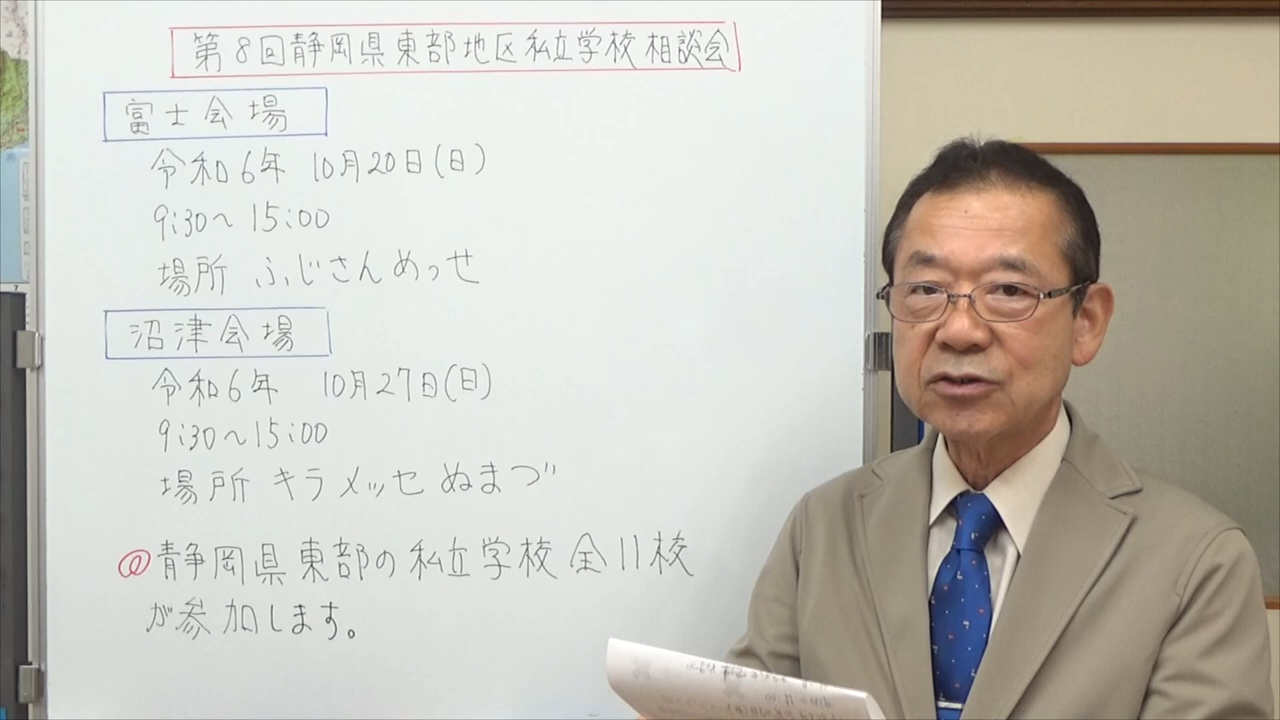 第8回静岡県東部地区私立学校相談会
富士会場
令和6年 10月20日(日)
9:30～15:00
場所 ふじさんめっせ
沼津会場
令和6年 10月27日(日)
9:30～15:00
場所 キラメッセぬまづ
@静岡県東部の私立学校全11校
が参加します。